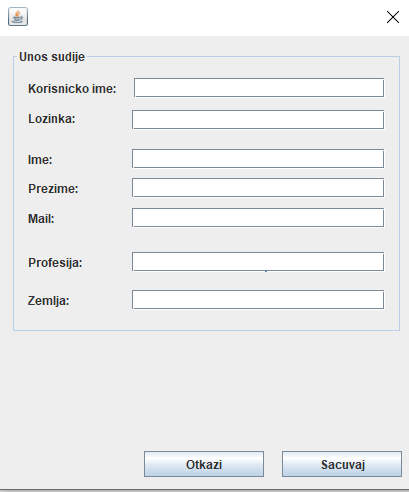 Unos sudije
Korisnicko ime:
Lozinka:
Ime:
Prezime:
Mail:
Profesija:
Zemlja:
Otkazi Sacuvaj